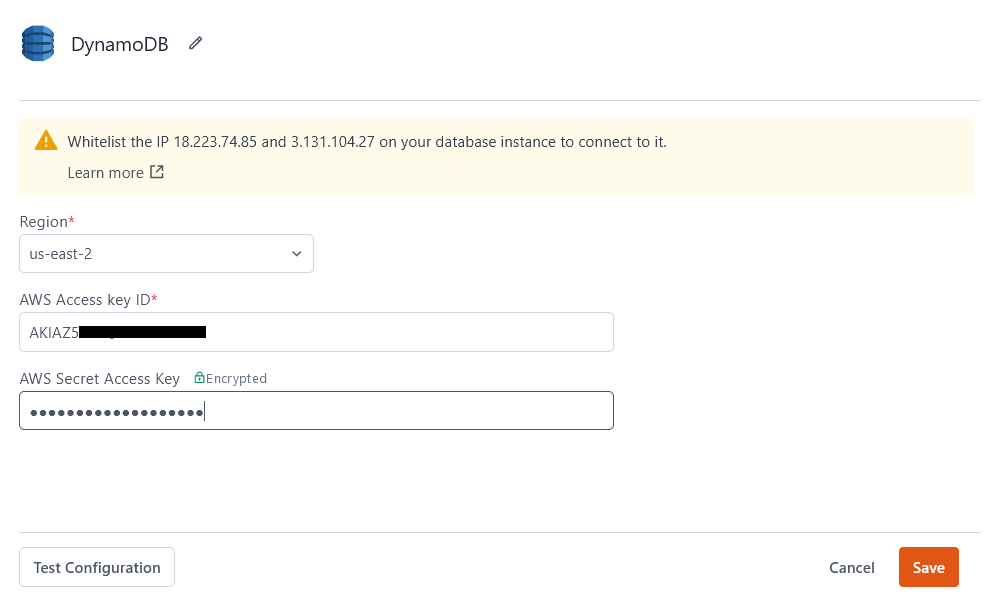 DynamoDB
Whitelist the IP 18.223.74.85 and 3.131.104.27 on your database instance to connect to it.
Learn more
Region*
us-east-2
AWS Access key ID*
AKIAZ5
AWS Secret Access Key Encrypted
•••••••••••••••••••
Test Configuration Cancel Save